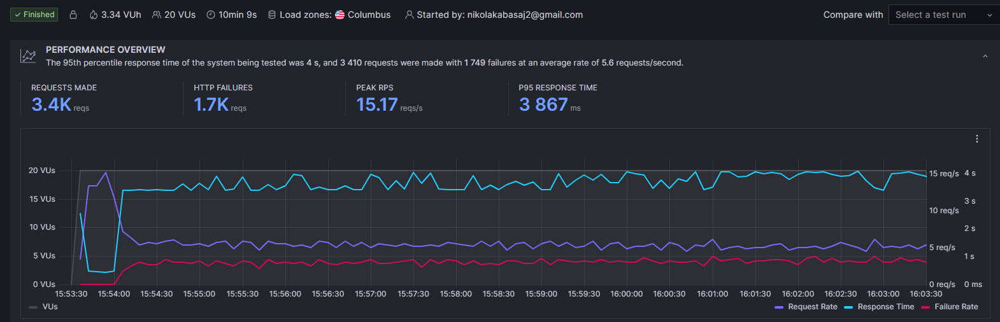 Finished 3.34 VUh 20 VUs 10min 9s Load zones: Columbus Started by: nikolakabasaj2@gmail.com Compare with Select a test run
PERFORMANCE OVERVIEW
The 95th percentile response time of the system being tested was 4 s, and 3 410 requests were made with 1 749 failures at an average rate of 5.6 requests/second.
REQUESTS MADE HTTP FAILURES PEAK RPS P95 RESPONSE TIME
3.4K reqs 1.7K reqs 15.17 reqs/s 3 867 ms
20 VUs 15 req/s 4 s
15 VUs 3 s
10 req/s
10 VUs 2 s
5 req/s
5 VUs 1 s
0 VUs 0 req/s 0 ms
15:53:30 15:54:00 15:54:30 15:55:00 15:55:30 15:56:00 15:56:30 15:57:00 15:57:30 15:58:00 15:58:30 15:59:00 15:59:30 16:00:00 16:00:30 16:01:00 16:01:30 16:02:00 16:02:30 16:03:00 16:03:30
VUs Request Rate Response Time Failure Rate